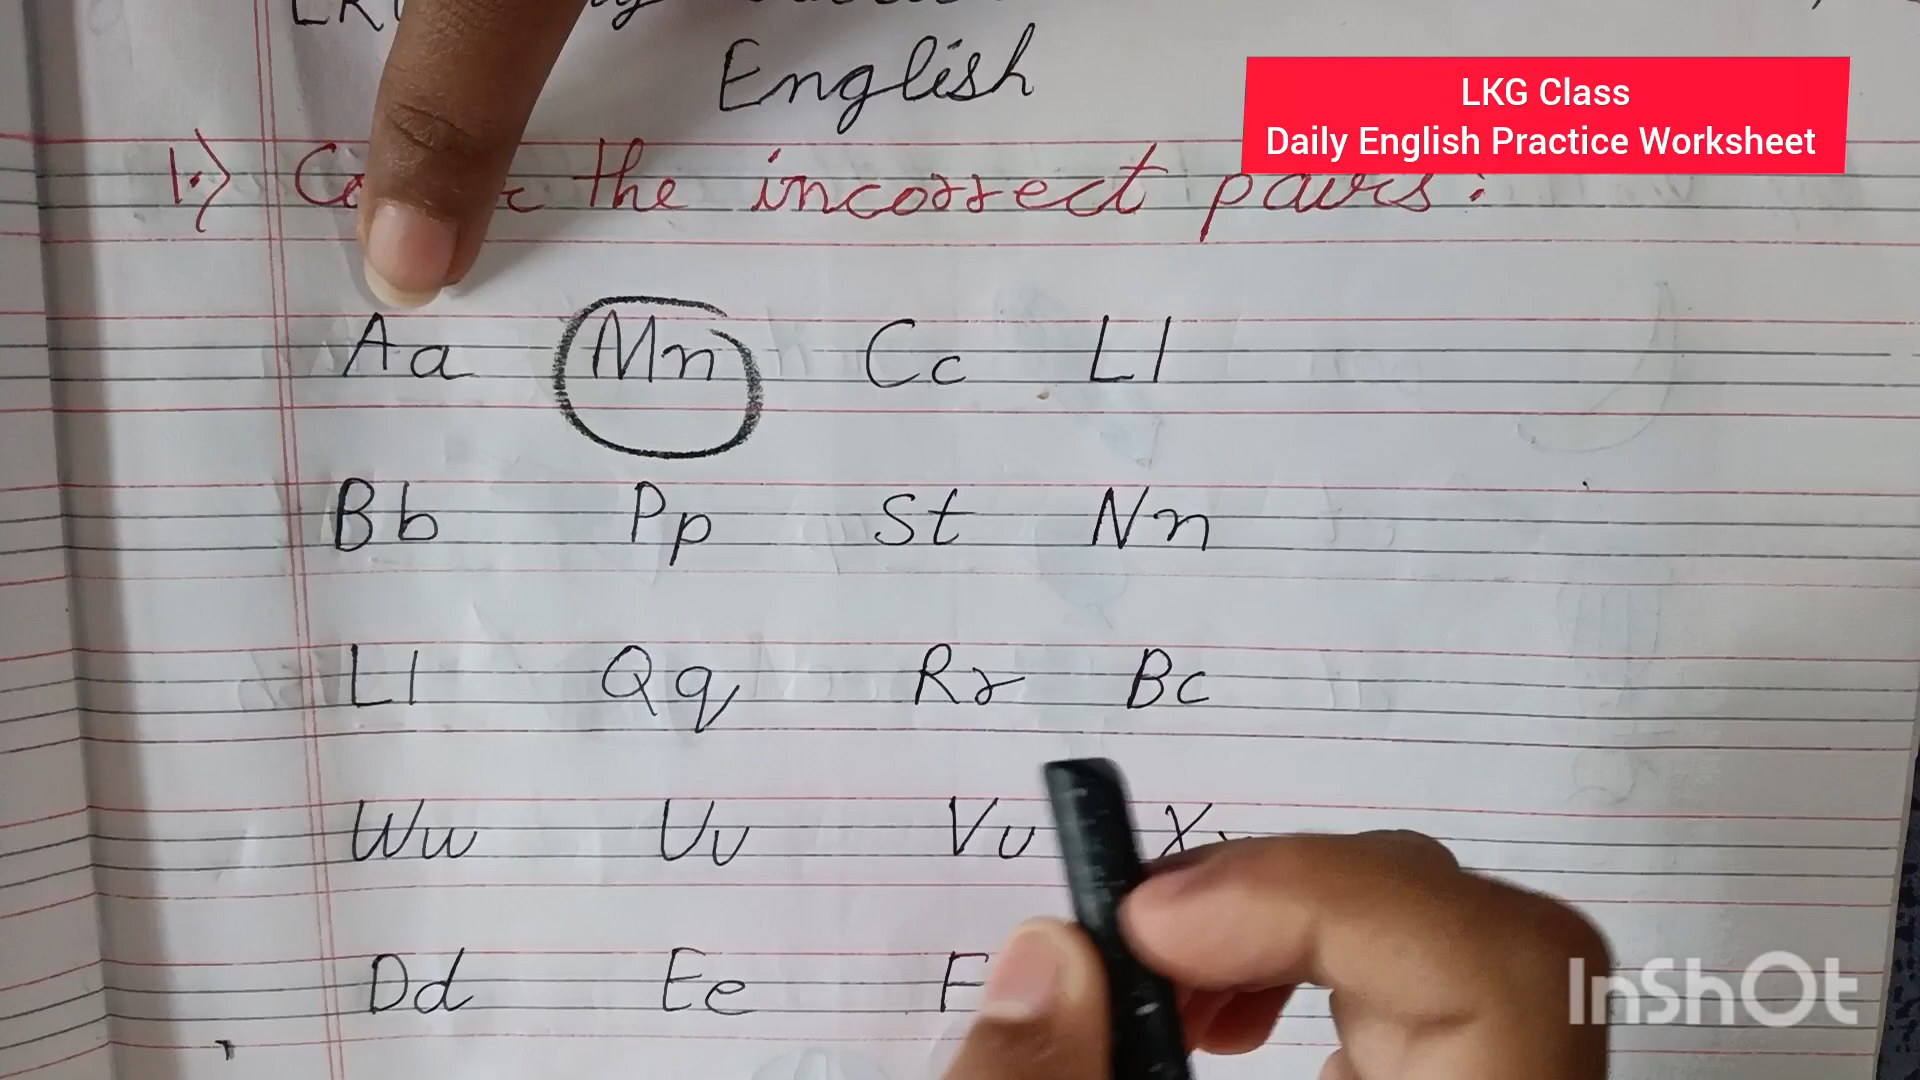 English
LKG Class
Daily English Practice Worksheet
1.) the incorrect pairs:
Aa Mn Cc Ll
Bb Pp St Nn
Ll Qq Rr Bc
Ww Uv Vu X
Dd Ee F
InShOt